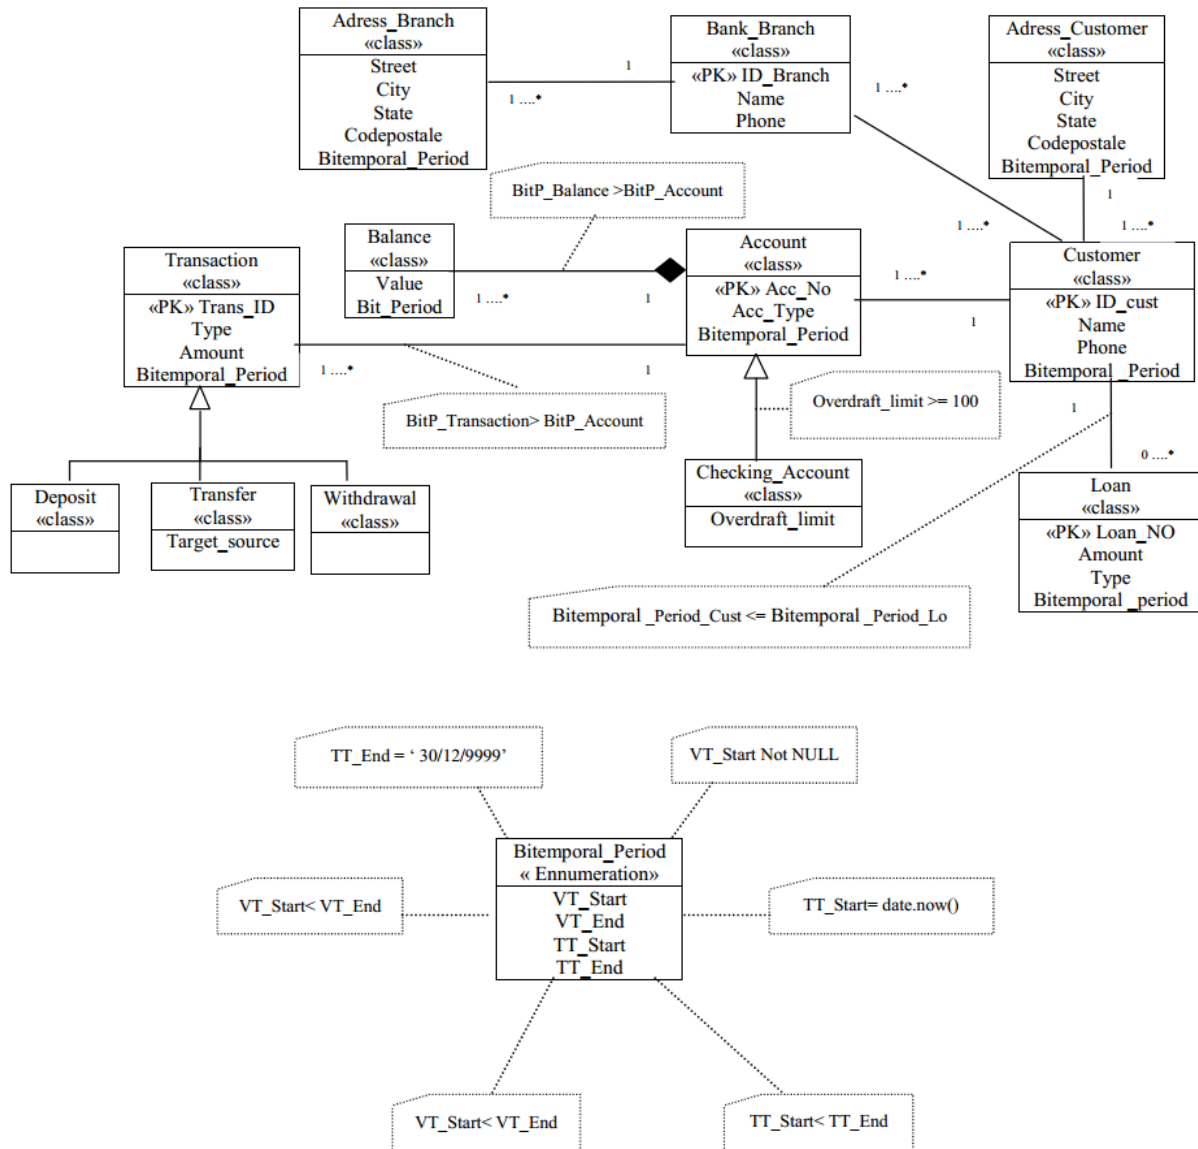 Adress_Branch
«class»
Street
City
State
Codepostale
Bitemporal_Period
1
1 ....*
Bank_Branch
«class»
«PK» ID_Branch
Name
Phone
1 ....*
Adress_Customer
«class»
Street
City
State
Codepostale
Bitemporal_Period
1
1 ....*
1 ....*
BitP_Balance >BitP_Account
Transaction
«class»
«PK» Trans_ID
Type
Amount
Bitemporal_Period
Balance
«class»
Value
Bit_Period
1 ....*
1
Account
«class»
«PK» Acc_No
Acc_Type
Bitemporal_Period
1 ....*
1
Customer
«class»
«PK» ID_cust
Name
Phone
Bitemporal _Period
1 ....*
1
BitP_Transaction> BitP_Account
Overdraft_limit >= 100
1
0 ....*
Deposit
«class»
Transfer
«class»
Target_source
Withdrawal
«class»
Checking_Account
«class»
Overdraft_limit
Loan
«class»
«PK» Loan_NO
Amount
Type
Bitemporal _period
Bitemporal _Period_Cust <= Bitemporal _Period_Lo
TT_End = ‘ 30/12/9999’
VT_Start Not NULL
Bitemporal_Period
« Ennumeration»
VT_Start
VT_End
TT_Start
TT_End
VT_Start< VT_End
TT_Start= date.now()
VT_Start< VT_End
TT_Start< TT_End